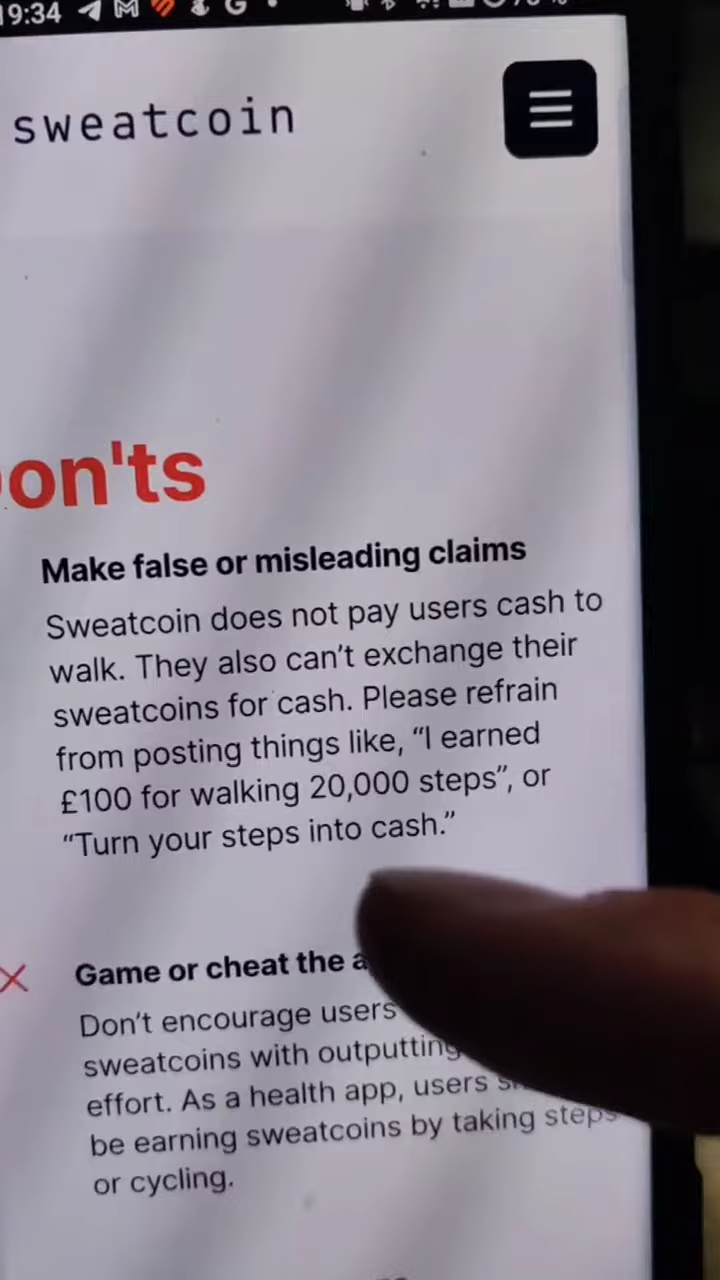 19:34
sweatcoin
on'ts
Make false or misleading claims
Sweatcoin does not pay users cash to
walk. They also can't exchange their
sweatcoins for cash. Please refrain
from posting things like, “I earned
£100 for walking 20,000 steps”, or
“Turn your steps into cash.”
Game or cheat the
Don't encourage users
sweatcoins with outputting
effort. As a health app, users
be earning sweatcoins by taking steps
or cycling.